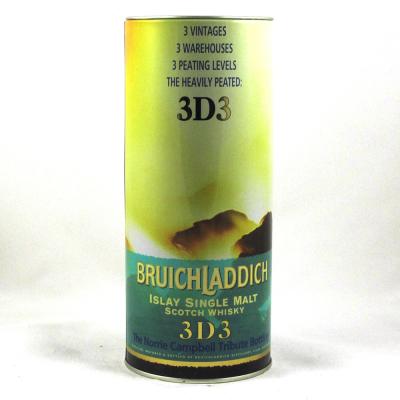 3 VINTAGES
3 WAREHOUSES
3 PEATING LEVELS
THE HEAVILY PEATED:
3D3
BRUICHLADDICH
ISLAY SINGLE MALT
SCOTCH WHISKY
3D3
The Norrie Campbell Tribute